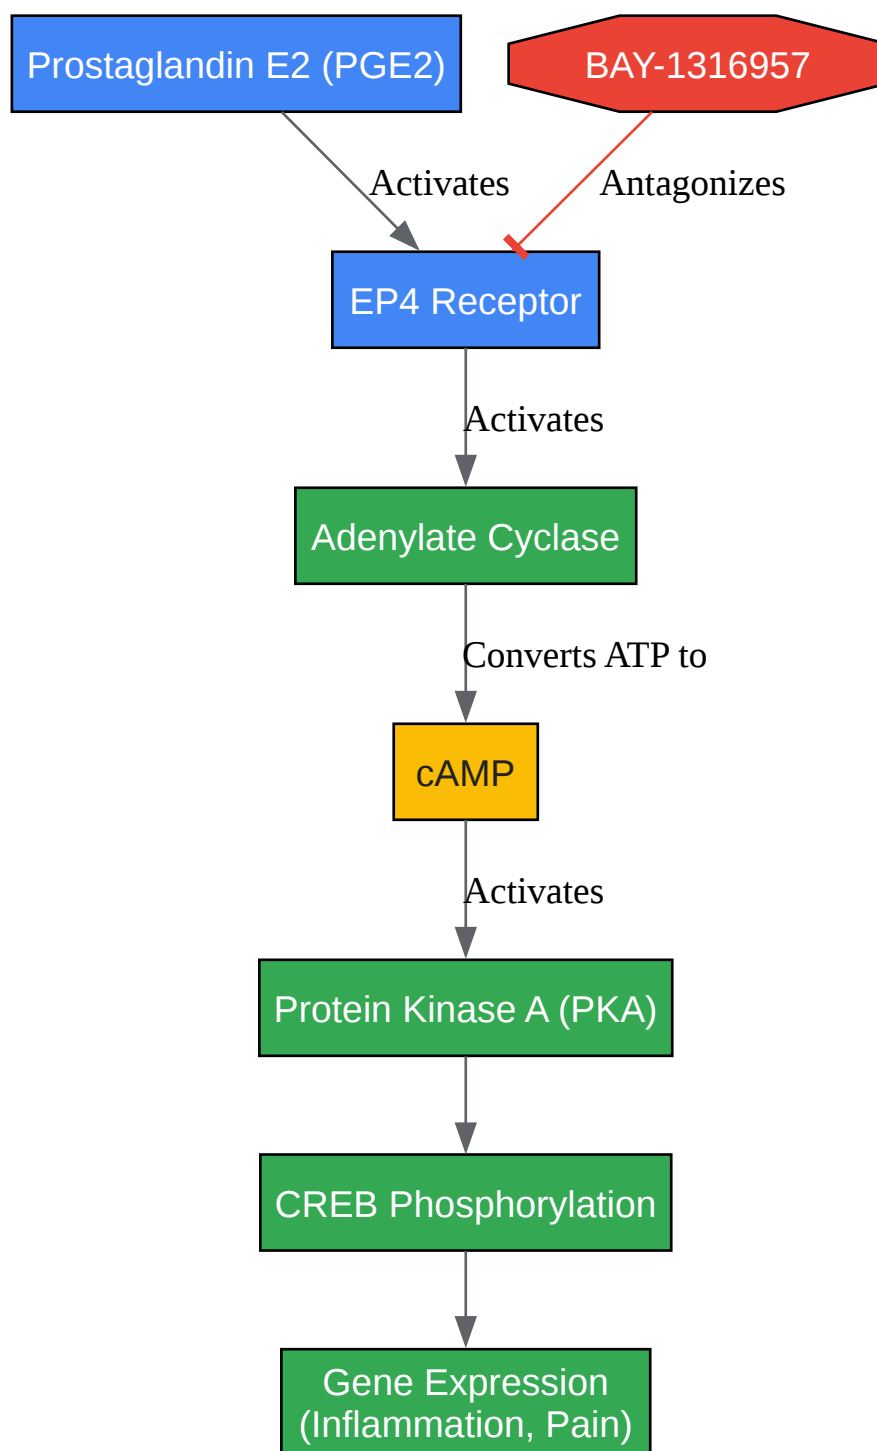 Prostaglandin E2 (PGE2)
BAY-1316957
Activates
Antagonizes
EP4 Receptor
Activates
Adenylate Cyclase
Converts ATP to
cAMP
Activates
Protein Kinase A (PKA)
CREB Phosphorylation
Gene Expression
(Inflammation, Pain)